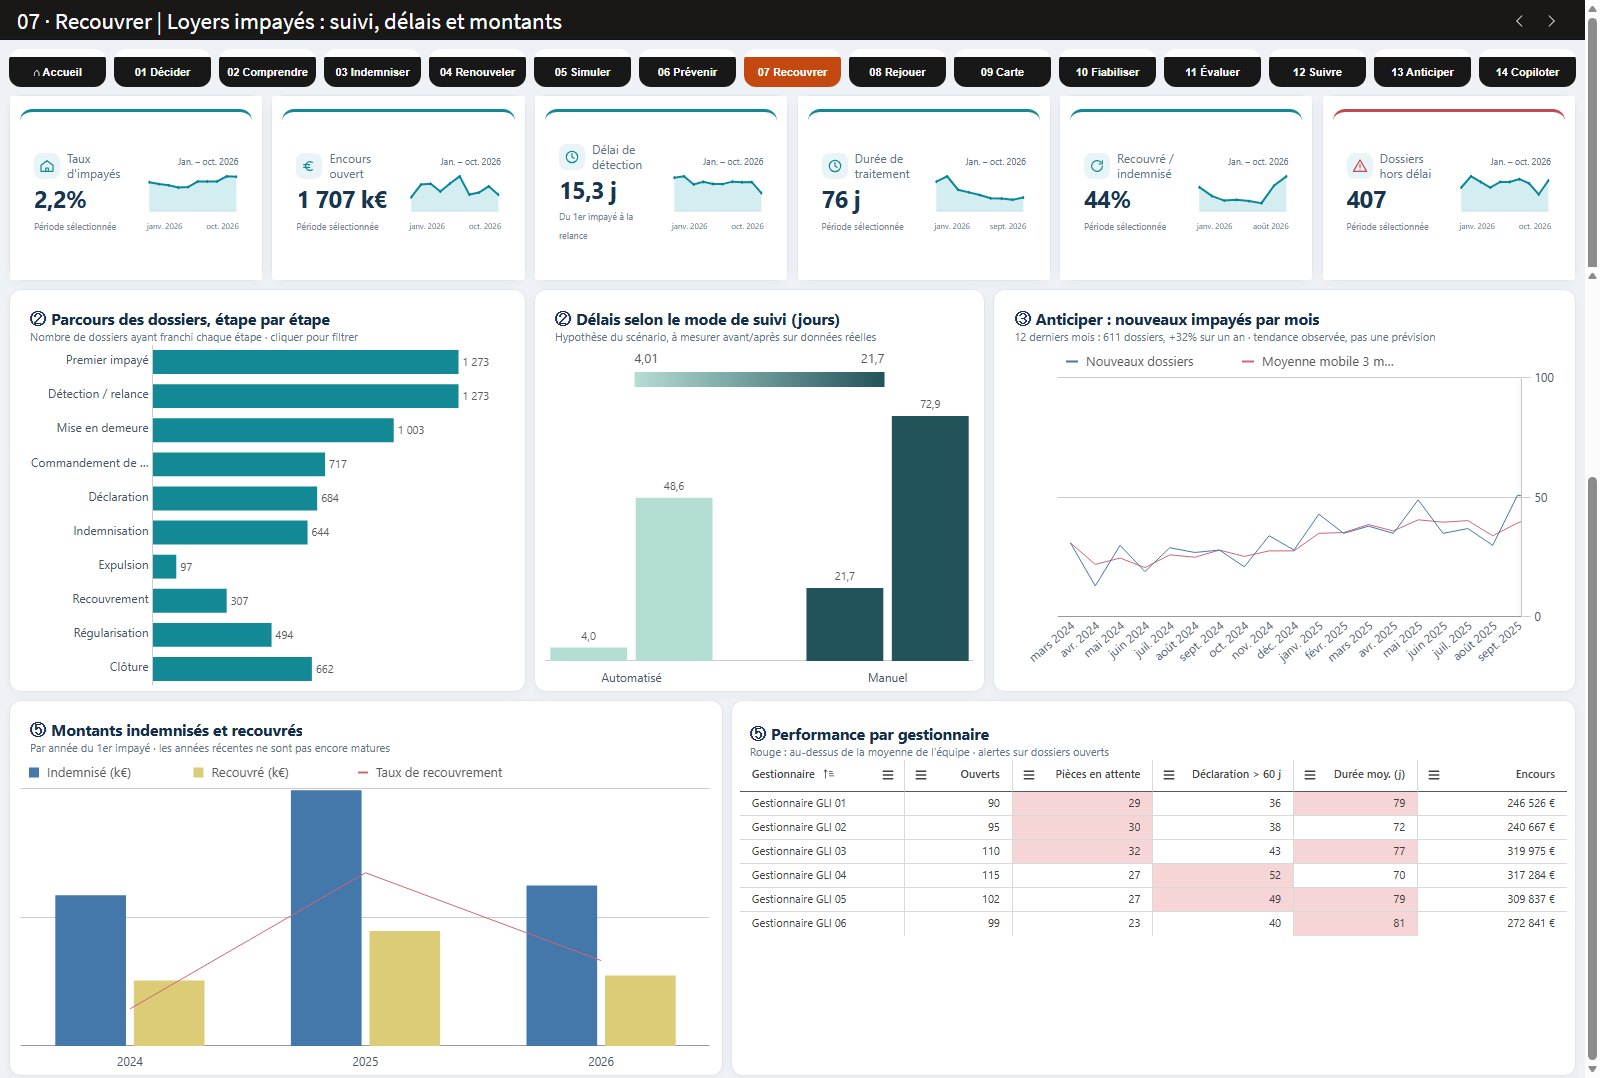 07 · Recouvrer | Loyers impayés : suivi, délais et montants
⌂ Accueil
01 Décider
02 Comprendre
03 Indemniser
04 Renouveler
05 Simuler
06 Prévenir
07 Recouvrer
08 Rejouer
09 Carte
10 Fiabiliser
11 Évaluer
12 Suivre
13 Anticiper
14 Copiloter
Taux d'impayés
Jan. – oct. 2026
2,2%
Période sélectionnée
janv. 2026
oct. 2026
Encours ouvert
Jan. – oct. 2026
1 707 k€
Période sélectionnée
janv. 2026
oct. 2026
Délai de détection
Jan. – oct. 2026
15,3 j
Du 1er impayé à la relance
janv. 2026
oct. 2026
Durée de traitement
Jan. – oct. 2026
76 j
Période sélectionnée
janv. 2026
sept. 2026
Recouvré / indemnisé
Jan. – oct. 2026
44%
Période sélectionnée
janv. 2026
août 2026
Dossiers hors délai
Jan. – oct. 2026
407
Période sélectionnée
janv. 2026
oct. 2026
② Parcours des dossiers, étape par étape
Nombre de dossiers ayant franchi chaque étape · cliquer pour filtrer
Premier impayé 1 273
Détection / relance 1 273
Mise en demeure 1 003
Commandement de ... 717
Déclaration 684
Indemnisation 644
Expulsion 97
Recouvrement 307
Régularisation 494
Clôture 662
② Délais selon le mode de suivi (jours)
Hypothèse du scénario, à mesurer avant/après sur données réelles
4,01 21,7
4,0
48,6
21,7
72,9
Automatisé
Manuel
③ Anticiper : nouveaux impayés par mois
12 derniers mois : 611 dossiers, +32% sur un an · tendance observée, pas une prévision
Nouveaux dossiers
Moyenne mobile 3 m...
100
50
0
mars 2024
avr. 2024
mai 2024
juin 2024
juil. 2024
août 2024
sept. 2024
oct. 2024
nov. 2024
déc. 2024
janv. 2025
févr. 2025
mars 2025
avr. 2025
mai 2025
juin 2025
juil. 2025
août 2025
sept. 2025
⑤ Montants indemnisés et recouvrés
Par année du 1er impayé · les années récentes ne sont pas encore matures
Indemnisé (k€)
Recouvré (k€)
Taux de recouvrement
2024
2025
2026
⑤ Performance par gestionnaire
Rouge : au-dessus de la moyenne de l'équipe · alertes sur dossiers ouverts
Gestionnaire Ouverts Pièces en attente Déclaration > 60 j Durée moy. (j) Encours
Gestionnaire GLI 01 90 29 36 79 246 526 €
Gestionnaire GLI 02 95 30 38 72 240 667 €
Gestionnaire GLI 03 110 32 43 77 319 975 €
Gestionnaire GLI 04 115 27 52 70 317 284 €
Gestionnaire GLI 05 102 27 49 79 309 837 €
Gestionnaire GLI 06 99 23 40 81 272 841 €